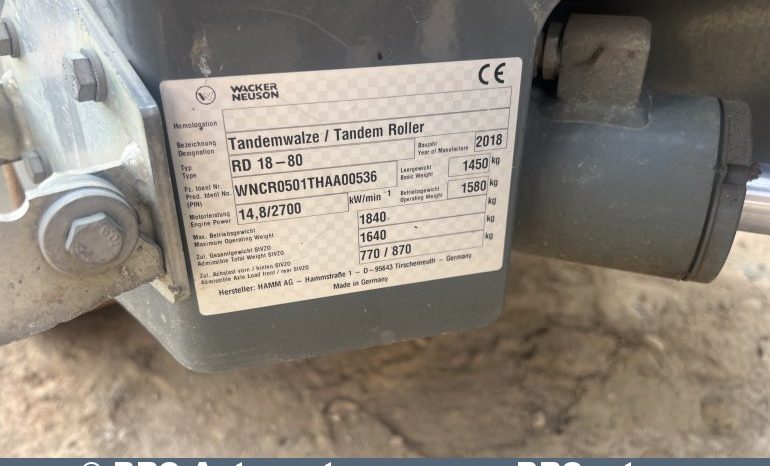 WACKER
NEUSON
CE
Homologation
Bezeichnung
Designation
Tandemwalze / Tandem Roller
Baujahr
Year of Manufacture
2018
Typ
Type
RD 18-80
Leergewicht
Basic Weight
1450 kg
Fz. Ident Nr.
Prod. Ident No.
(PIN)
WNCR0501THAA00536
Betriebsgewicht
Operating Weight
1580 kg
Motorleistung
Engine Power
14,8/2700 kW/min⁻¹
Max. Betriebsgewicht
Maximum Operating Weight
1840 kg
Zul. Gesamtgewicht StVZO
Admissible Total Weight StVZO
1640 kg
Zul. Achslast vorn / hinten StVZO
Admissible Axle Load front / rear StVZO
770 / 870 kg
Hersteller: HAMM AG - Hammstraße 1 - D-95643 Tirschenreuth - Germany
Made in Germany